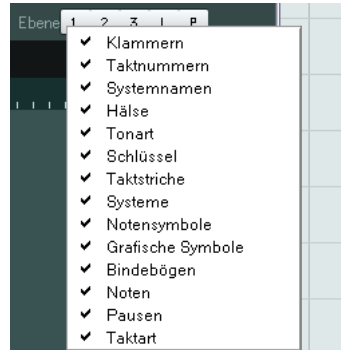 Ebene 1 2 3 L P
Klammern
Taktnummern
Systemnamen
Hälse
Tonart
Schlüssel
Taktstriche
Systeme
Notensymbole
Grafische Symbole
Bindebögen
Noten
Pausen
Taktart